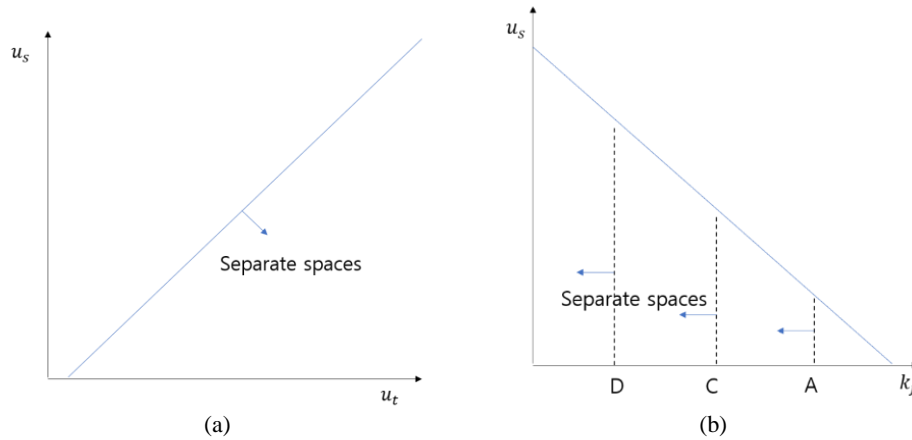 u_s
Separate spaces
u_t
(a)
u_s
Separate spaces
D
C
A
k_j
(b)